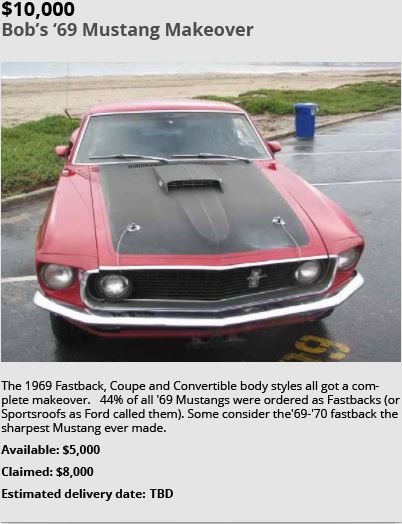 $10,000
Bob’s ‘69 Mustang Makeover
The 1969 Fastback, Coupe and Convertible body styles all got a com-
plete makeover.   44% of all '69 Mustangs were ordered as Fastbacks (or
Sportsroofs as Ford called them). Some consider the'69-'70 fastback the
sharpest Mustang ever made.
Available: $5,000
Claimed: $8,000
Estimated delivery date: TBD